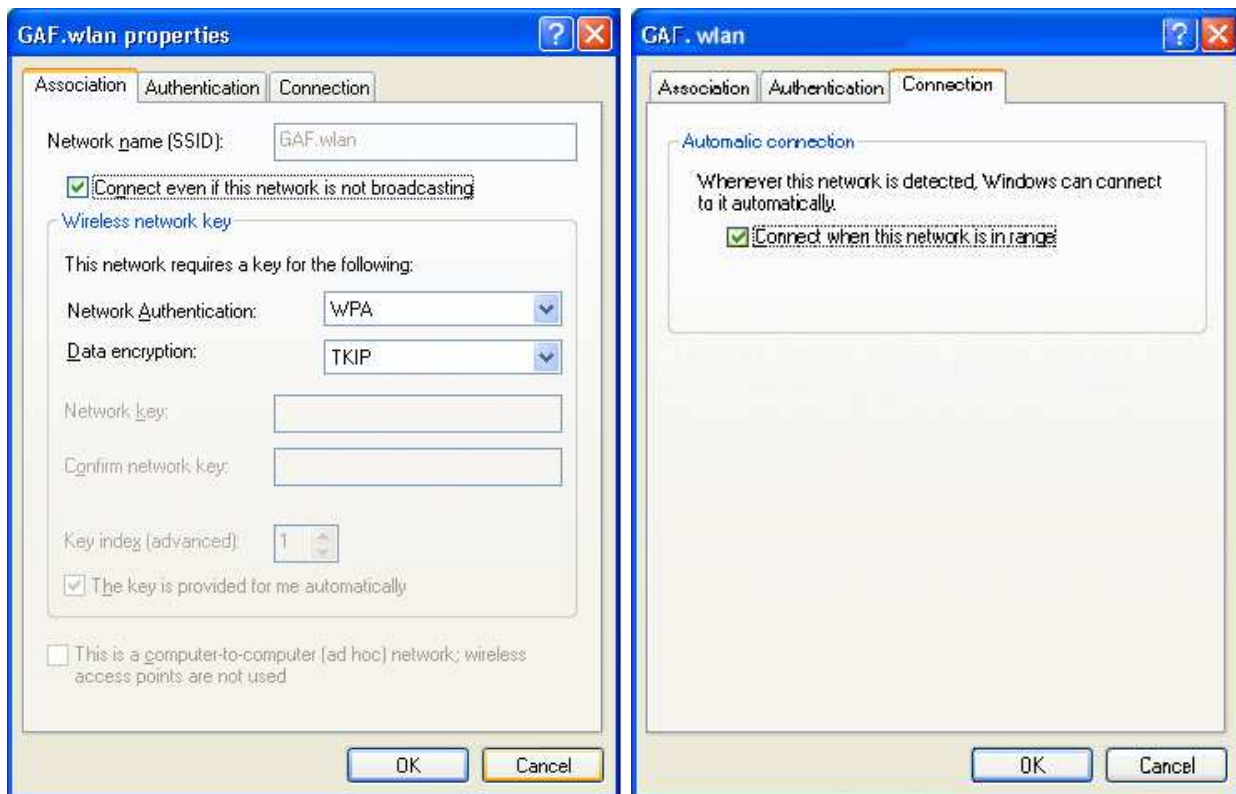 GAF.wlan properties
Association Authentication Connection
Network name (SSID): GAF.wlan
Connect even if this network is not broadcasting
Wireless network key
This network requires a key for the following:
Network Authentication: WPA
Data encryption: TKIP
Network key:
Confirm network key:
Key index (advanced): 1
The key is provided for me automatically
This is a computer-to-computer (ad hoc) network; wireless
access points are not used
OK Cancel
GAF. wlan
Association Authentication Connection
Automatic connection
Whenever this network is detected, Windows can connect
to it automatically.
Connect when this network is in range
OK Cancel